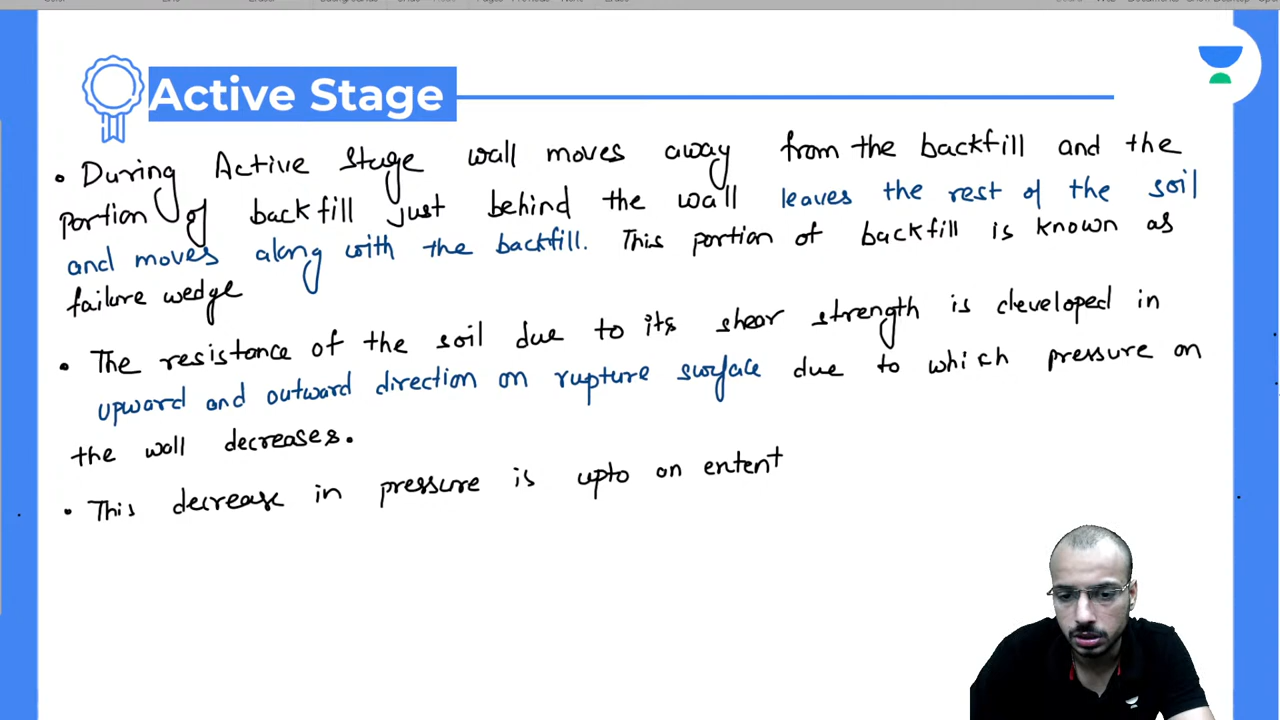 Active Stage
• During Active stage wall moves away from the backfill and the
portion of backfill just behind the wall leaves the rest of the soil
and moves along with the backfill. This portion of backfill is known as
failure wedge
• The resistance of the soil due to its shear strength is developed in
upward and outward direction on rupture surface due to which pressure on
the wall decreases.
• This decrease in pressure is upto an entent